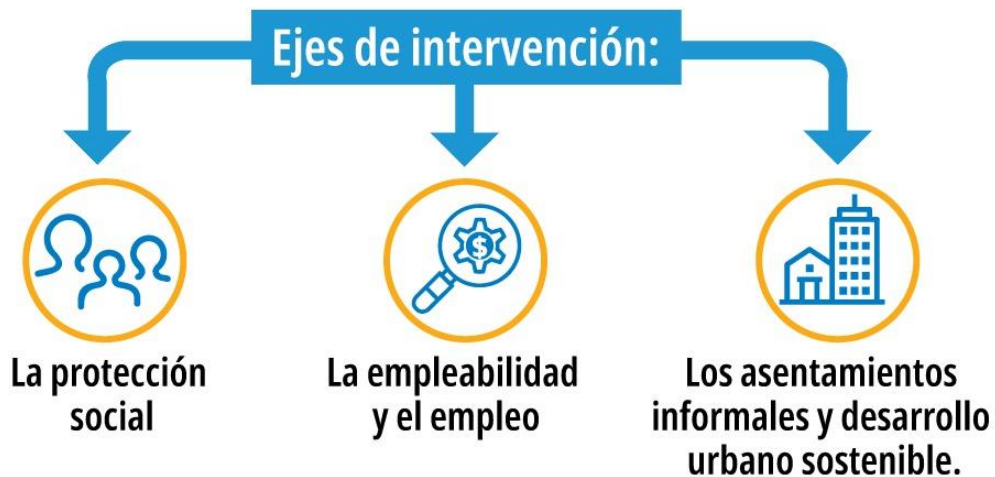 Ejes de intervención:
$
La protección
social
La empleabilidad
y el empleo
Los asentamientos
informales y desarrollo
urbano sostenible.